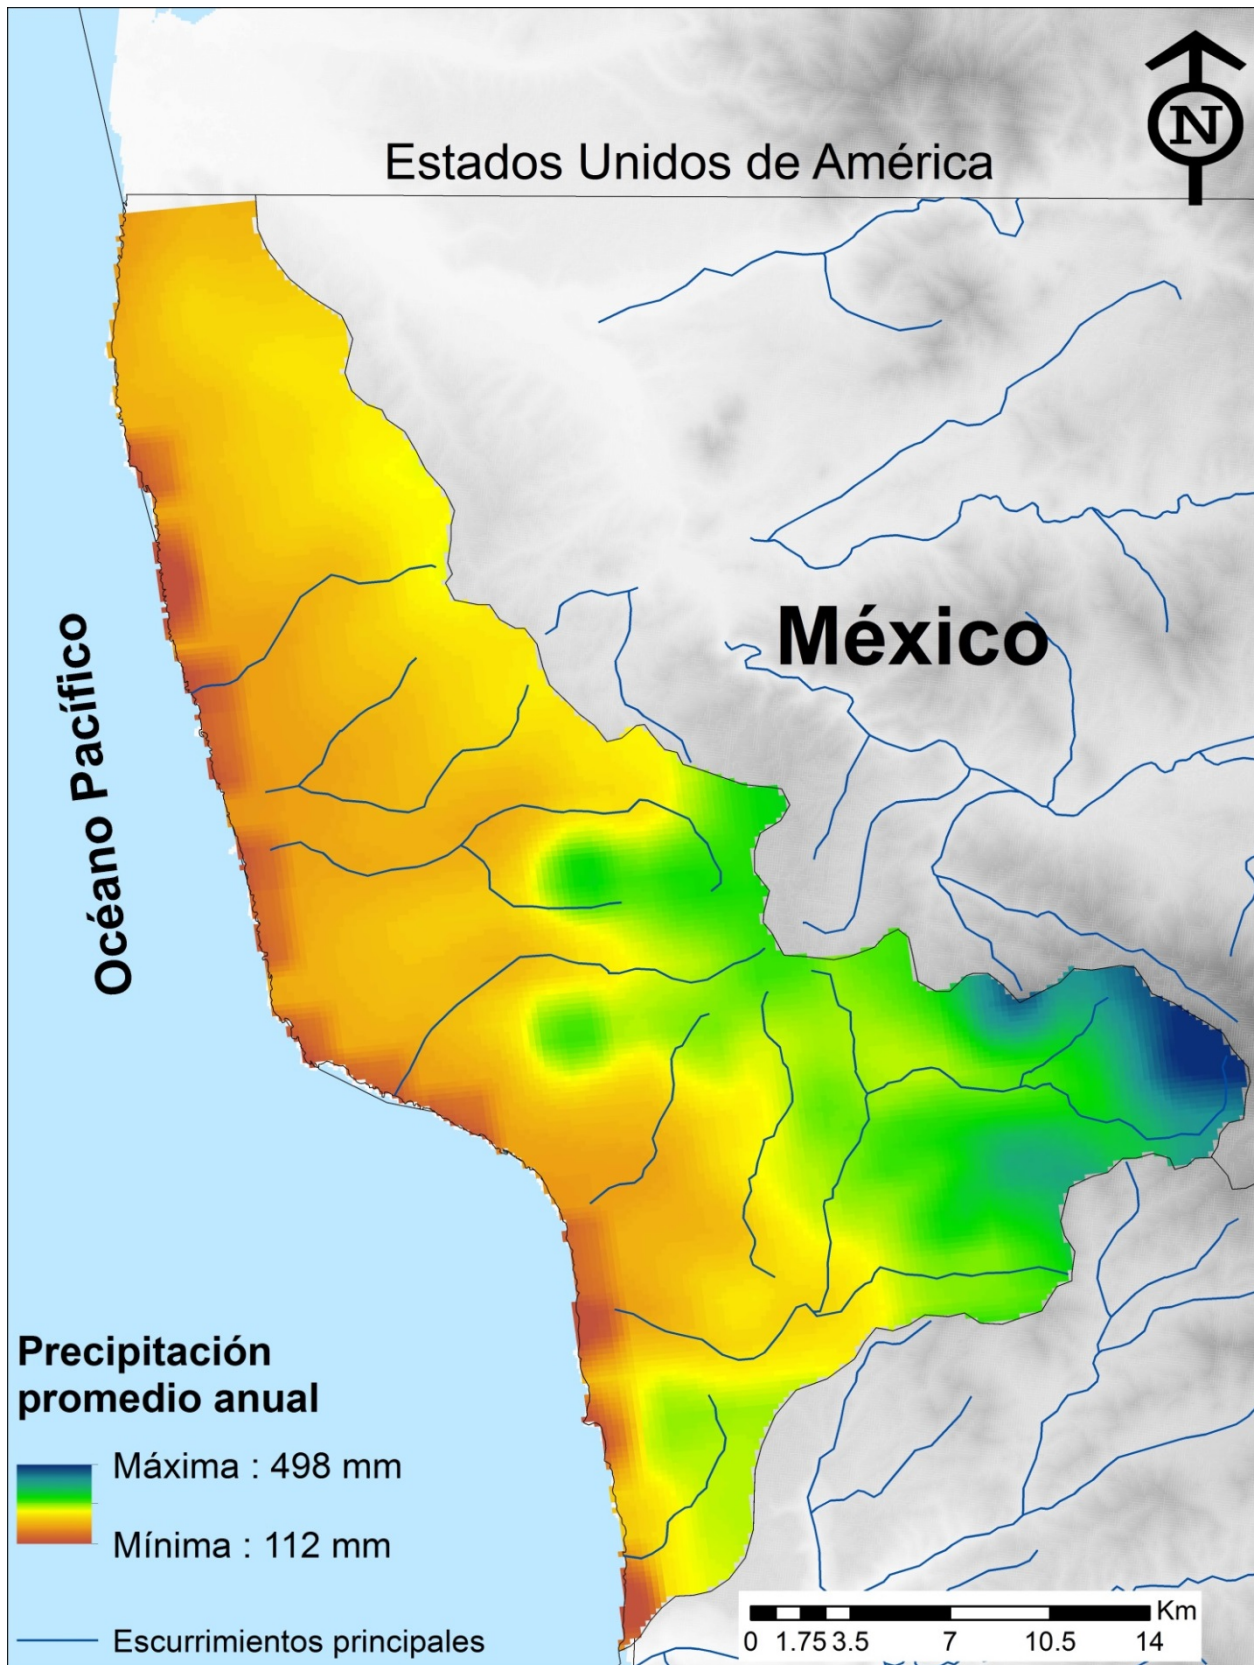 N
Estados Unidos de América
México
Océano Pacífico
Precipitación
promedio anual
Máxima : 498 mm
Mínima : 112 mm
Escurrimientos principales
Km
0 1.75 3.5 7 10.5 14